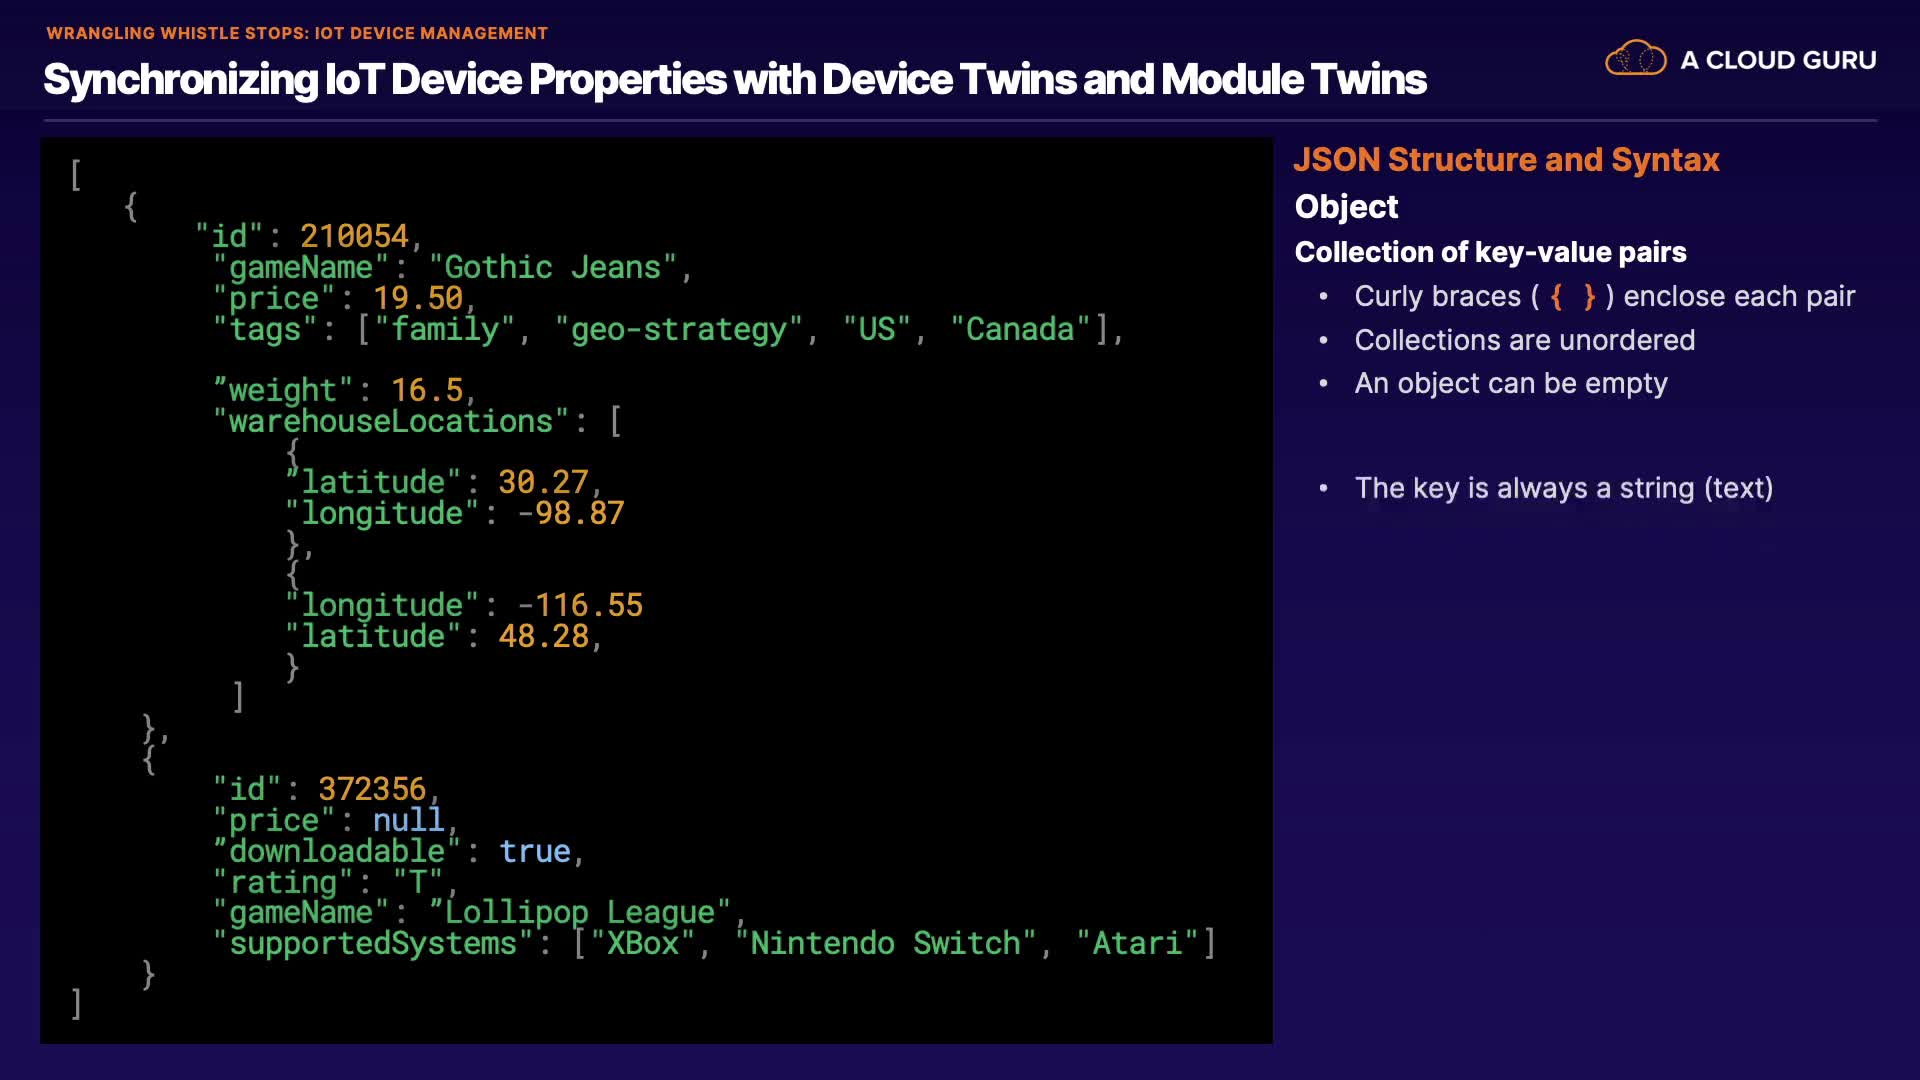 WRANGLING WHISTLE STOPS: IOT DEVICE MANAGEMENT
Synchronizing IoT Device Properties with Device Twins and Module Twins
A CLOUD GURU
[
{
"id": 210054,
"gameName": "Gothic Jeans",
"price": 19.50,
"tags": ["family", "geo-strategy", "US", "Canada"],
”weight": 16.5,
"warehouseLocations": [
{
”latitude": 30.27,
"longitude": -98.87
},
{
"longitude": -116.55
"latitude": 48.28,
}
]
},
{
"id": 372356,
"price": null,
”downloadable": true,
"rating": "T",
"gameName": ”Lollipop League",
"supportedSystems": ["XBox", "Nintendo Switch", "Atari"]
}
]
JSON Structure and Syntax
Object
Collection of key-value pairs
• Curly braces ( { } ) enclose each pair
• Collections are unordered
• An object can be empty
• The key is always a string (text)